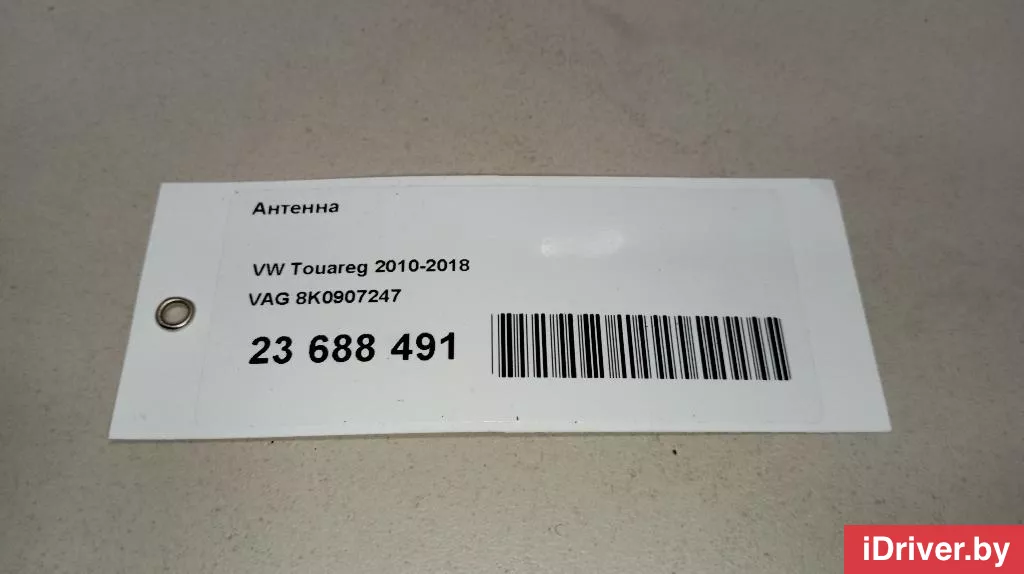 Антенна
VW Touareg 2010-2018
VAG 8K0907247
23 688 491
iDriver.by